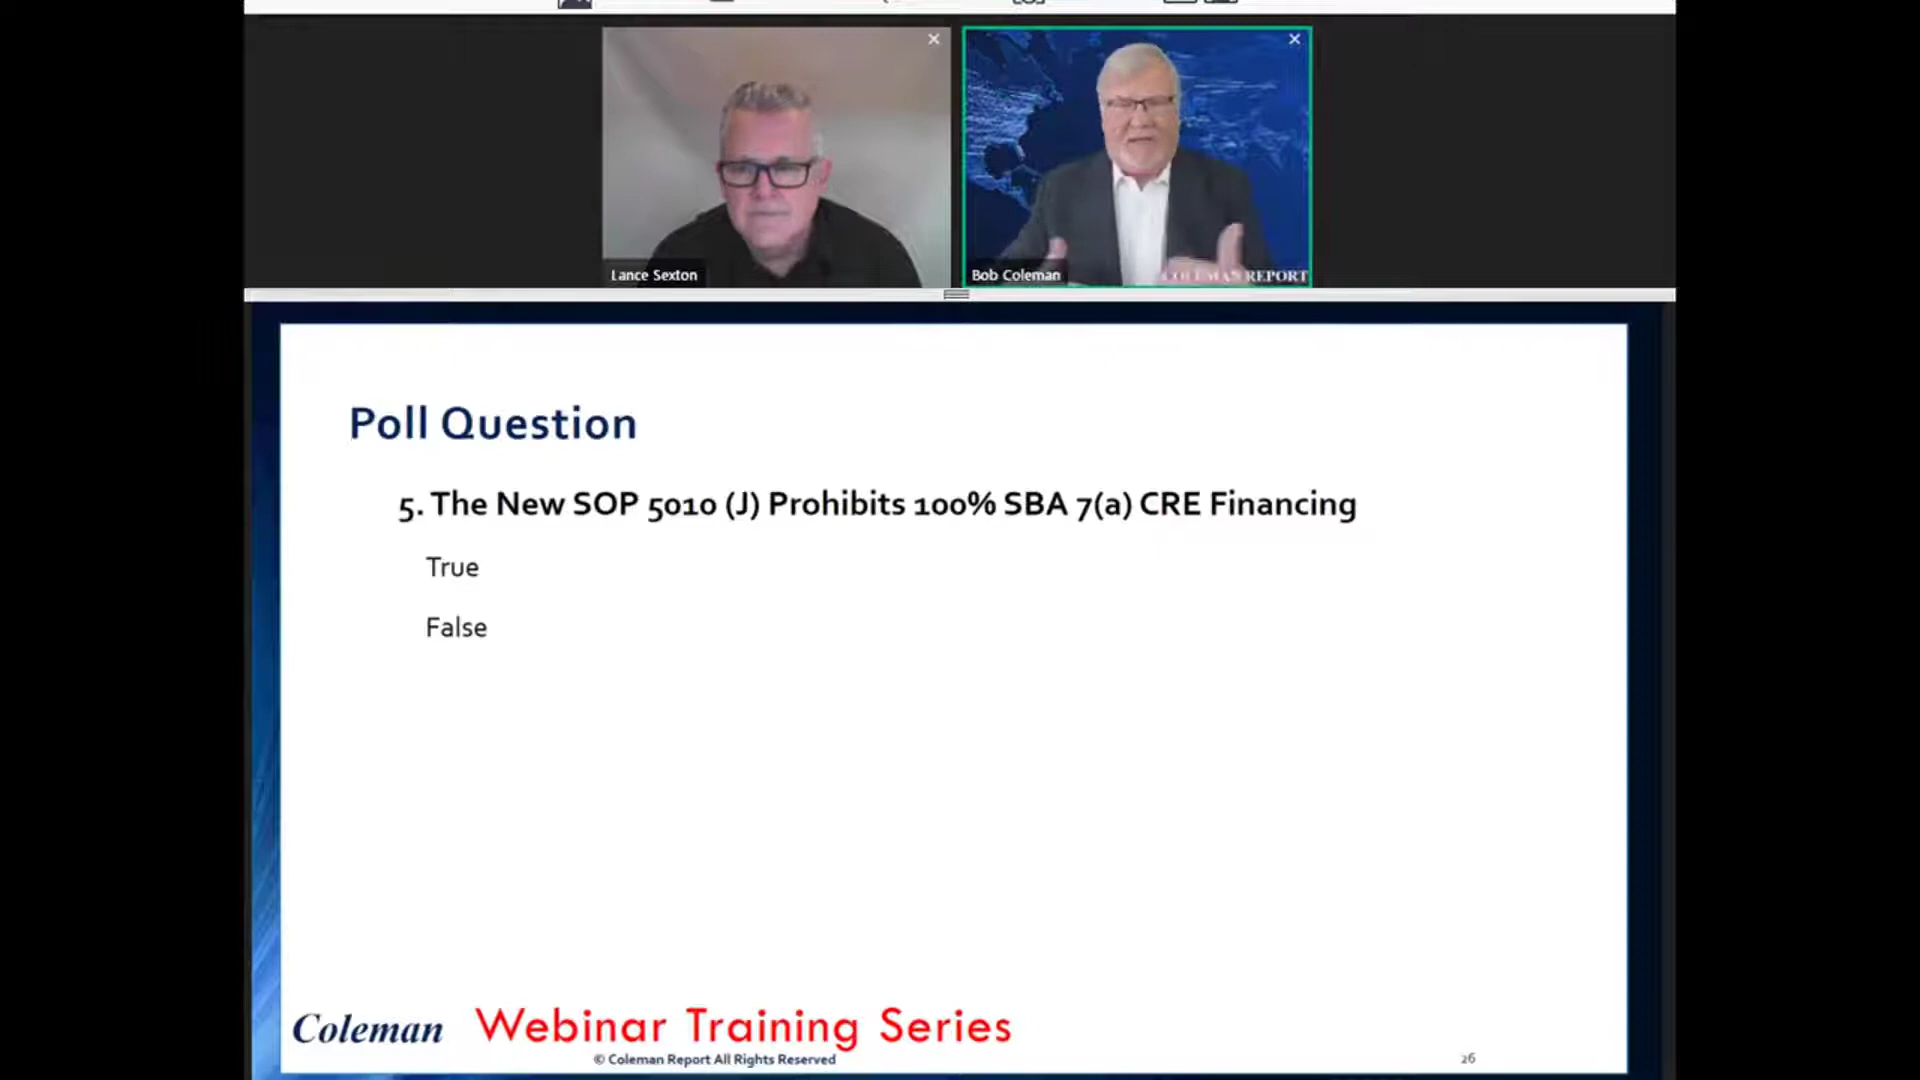 Lance Sexton
Bob Coleman
COLEMAN REPORT
Poll Question
5. The New SOP 5010 (J) Prohibits 100% SBA 7(a) CRE Financing
True
False
Coleman Webinar Training Series
© Coleman Report All Rights Reserved
26